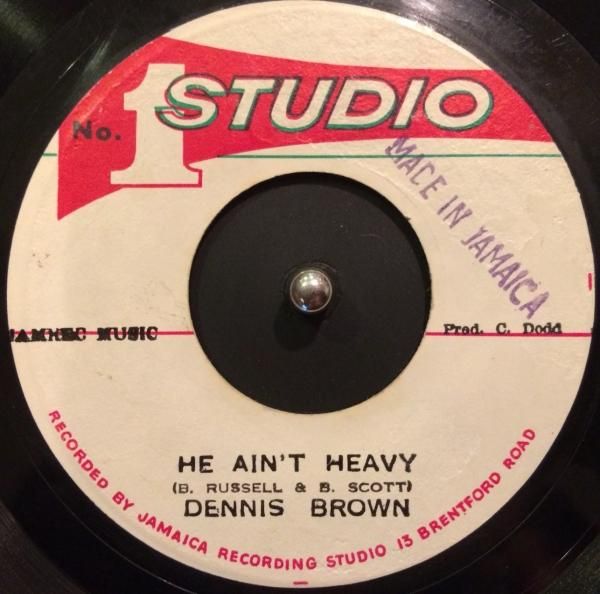 No. 1 STUDIO
MADE IN JAMAICA
JAMREC MUSIC
Prod. C. Dodd
HE AIN'T HEAVY
(B. RUSSELL & B. SCOTT)
DENNIS BROWN
RECORDED BY JAMAICA RECORDING STUDIO 13 BRENTFORD ROAD